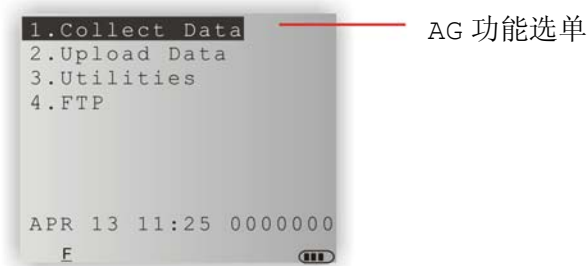 1.Collect Data
AG 功能选单
2.Upload Data
3.Utilities
4.FTP
APR 13 11:25 0000000
F